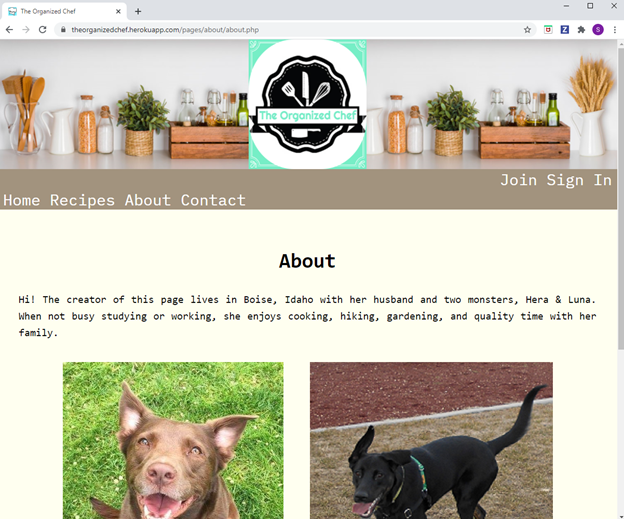 The Organized Chef
theorganizedchef.herokuapp.com/pages/about/about.php
S
The Organized Chef
Join Sign In
Home Recipes About Contact
About
Hi! The creator of this page lives in Boise, Idaho with her husband and two monsters, Hera & Luna.
When not busy studying or working, she enjoys cooking, hiking, gardening, and quality time with her
family.